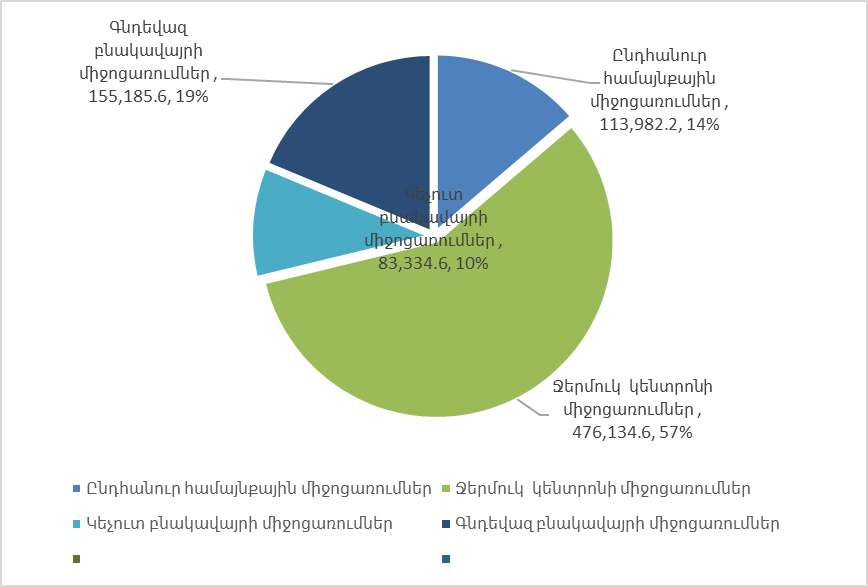 Գնդեվազ
բնակավայրի
միջոցառումներ ,
155,185.6, 19%
Ընդհանուր
համայնքային
միջոցառումներ ,
113,982.2, 14%
Կեչուտ
բնակավայրի
միջոցառումներ ,
83,334.6, 10%
Ջերմուկ կենտրոնի
միջոցառումներ ,
476,134.6, 57%
Ընդհանուր համայնքային միջոցառումներ
Ջերմուկ կենտրոնի միջոցառումներ
Կեչուտ բնակավայրի միջոցառումներ
Գնդեվազ բնակավայրի միջոցառումներ